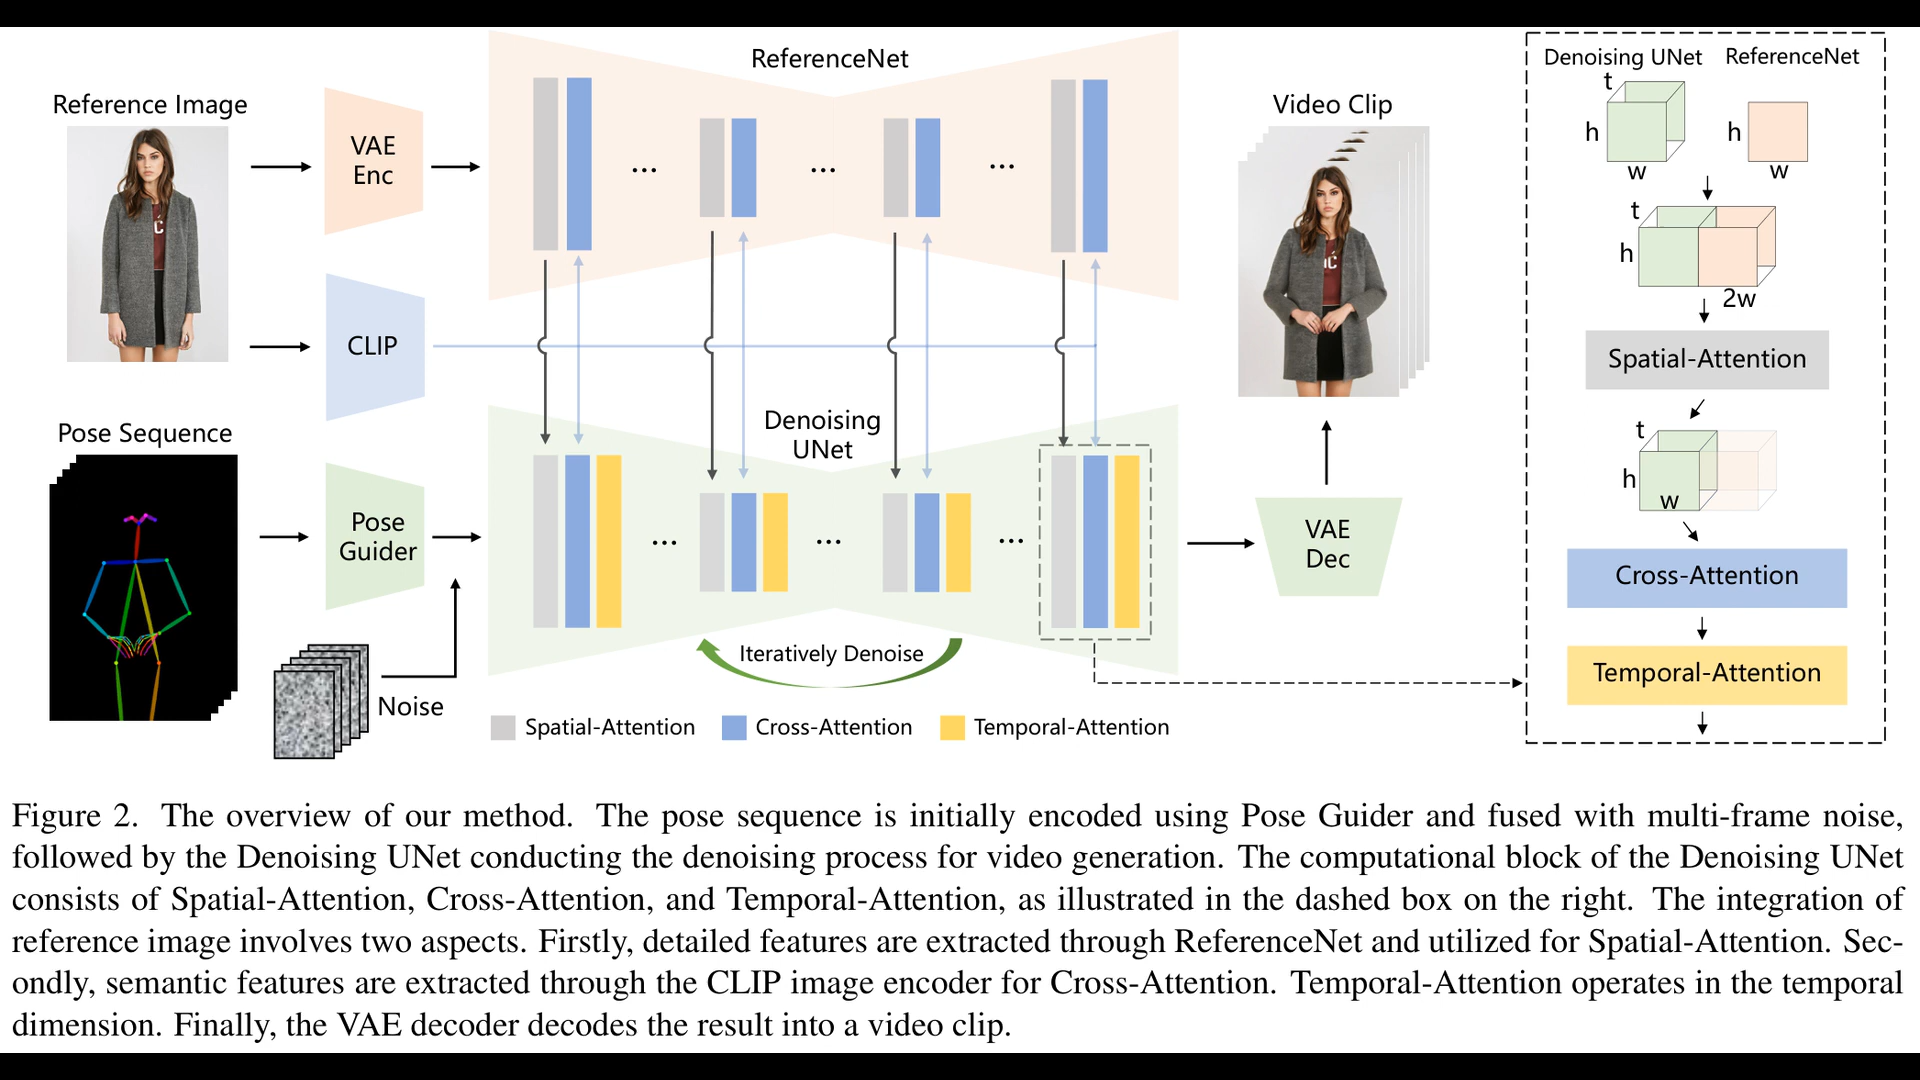 ReferenceNet
Reference Image
VAE
Enc
...
...
...
CLIP
Pose Sequence
Pose
Guider
Noise
Denoising
UNet
...
...
...
Iteratively Denoise
Spatial-Attention
Cross-Attention
Temporal-Attention
Video Clip
VAE
Dec
Denoising UNet
ReferenceNet
t
h
w
h
w
t
h
2w
Spatial-Attention
t
h
w
Cross-Attention
Temporal-Attention
Figure 2. The overview of our method. The pose sequence is initially encoded using Pose Guider and fused with multi-frame noise,
followed by the Denoising UNet conducting the denoising process for video generation. The computational block of the Denoising UNet
consists of Spatial-Attention, Cross-Attention, and Temporal-Attention, as illustrated in the dashed box on the right. The integration of
reference image involves two aspects. Firstly, detailed features are extracted through ReferenceNet and utilized for Spatial-Attention. Sec-
ondly, semantic features are extracted through the CLIP image encoder for Cross-Attention. Temporal-Attention operates in the temporal
dimension. Finally, the VAE decoder decodes the result into a video clip.